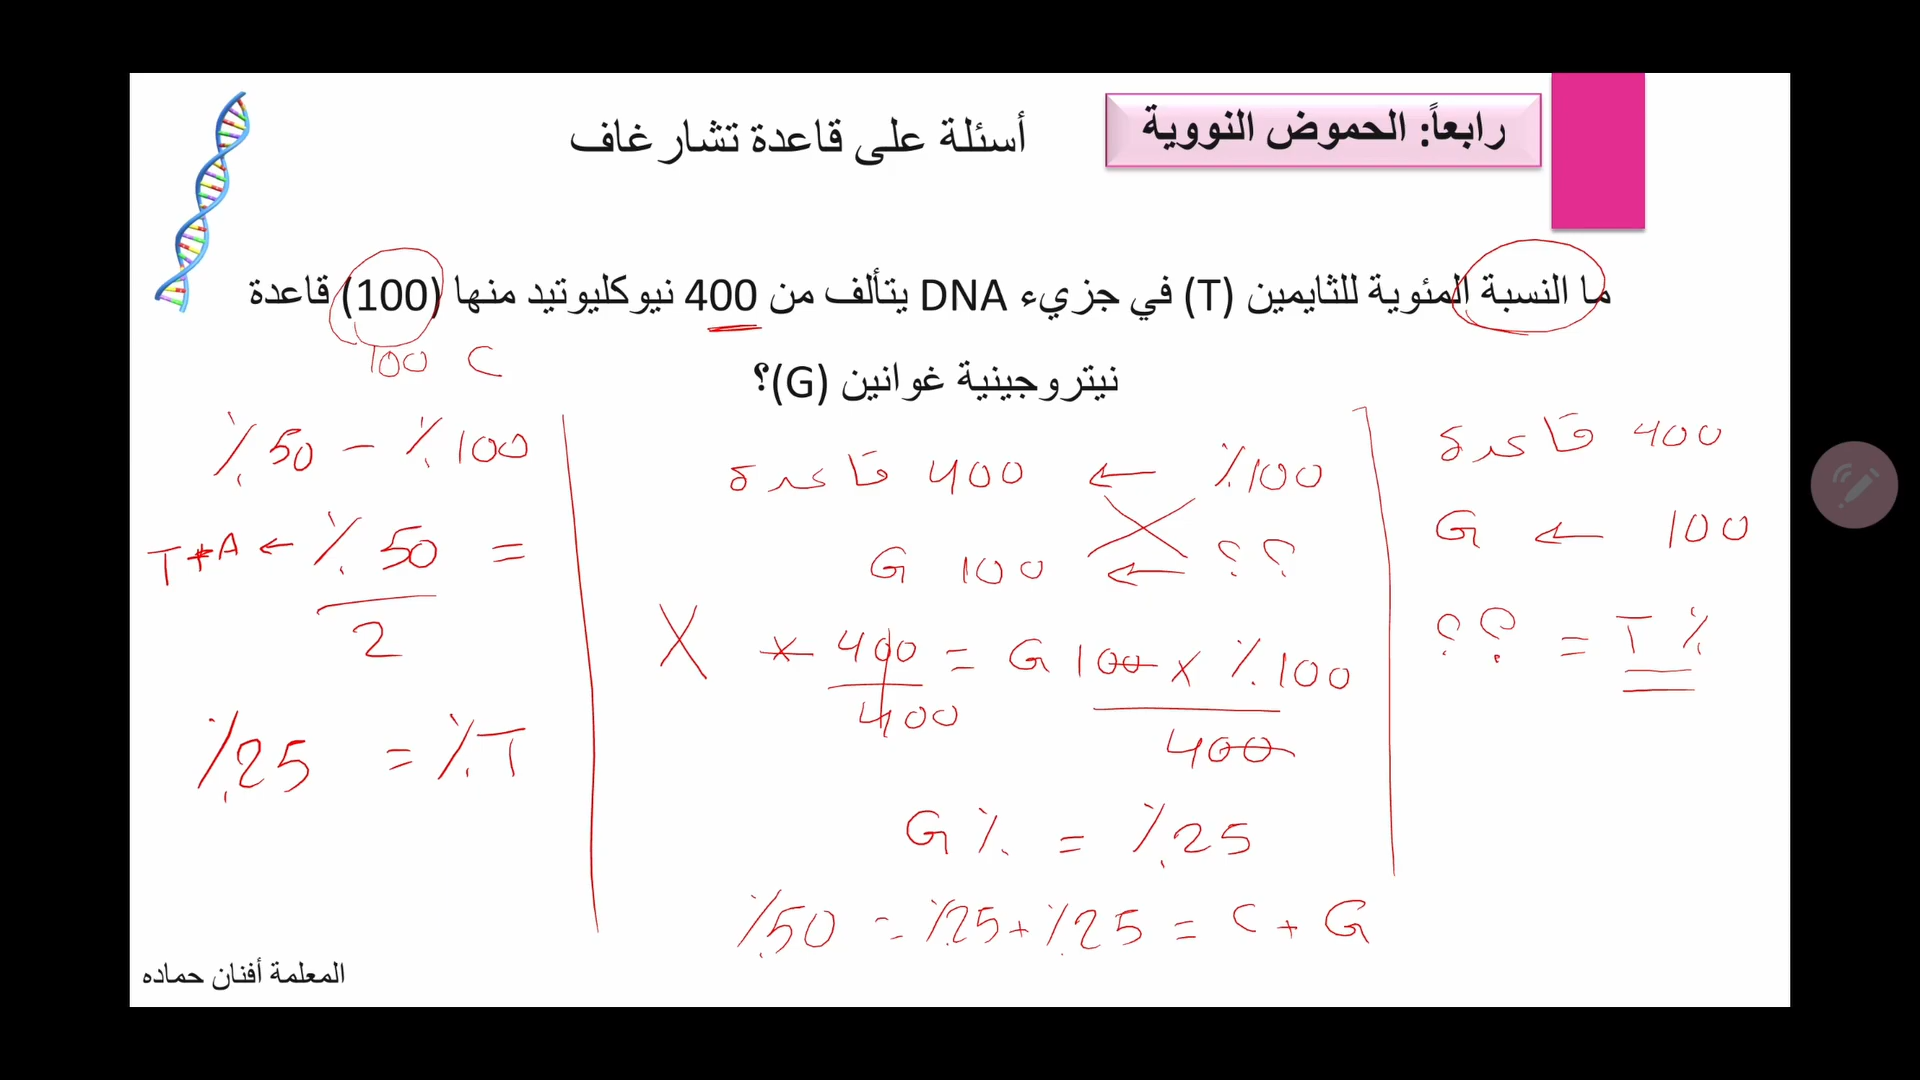 رابعاً: الحموض النووية
أسئلة على قاعدة تشارغاف
ما النسبة المئوية للثايمين (T) في جزيء DNA يتألف من 400 نيوكليوتيد منها (100) قاعدة
نيتروجينية غوانين (G)؟
100 C
400 قاعدة
100 ← G
T % = ؟؟
%100 ← 400 قاعدة
؟؟ ← 100 G
X * 400 = G 100 x %100
400 400
G % = %25
G + C = %25 + %25 = %50
%100 - %50
= %50 ← T + A
2
%T = %25
المعلمة أفنان حماده